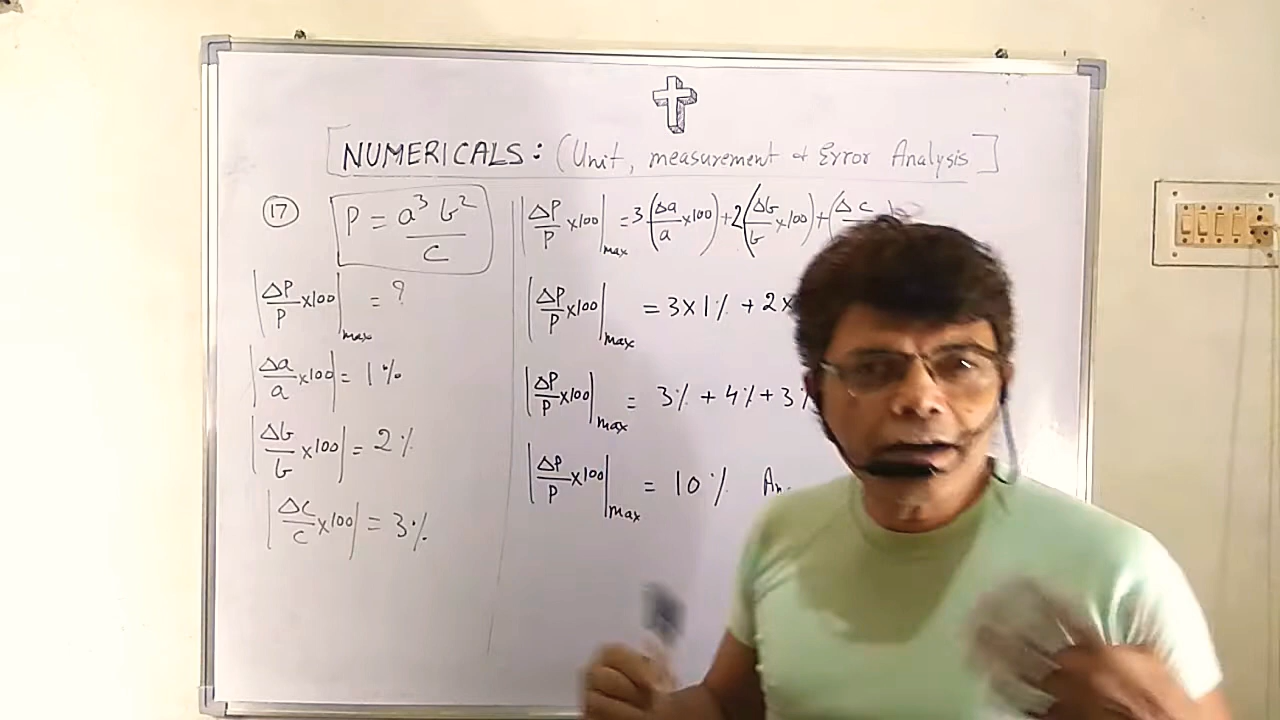 NUMERICALS: (Unit, measurement & Error Analysis
17 P = a³ b² / c
|ΔP/P ×100|max = ?
|Δa/a ×100| = 1%
|Δb/b ×100| = 2%
|Δc/c ×100| = 3%
|ΔP/P ×100|max = 3(Δa/a ×100) + 2(Δb/b ×100) + (Δc
|ΔP/P ×100|max = 3×1% + 2×
|ΔP/P ×100|max = 3% + 4% + 3%
|ΔP/P ×100|max = 10%